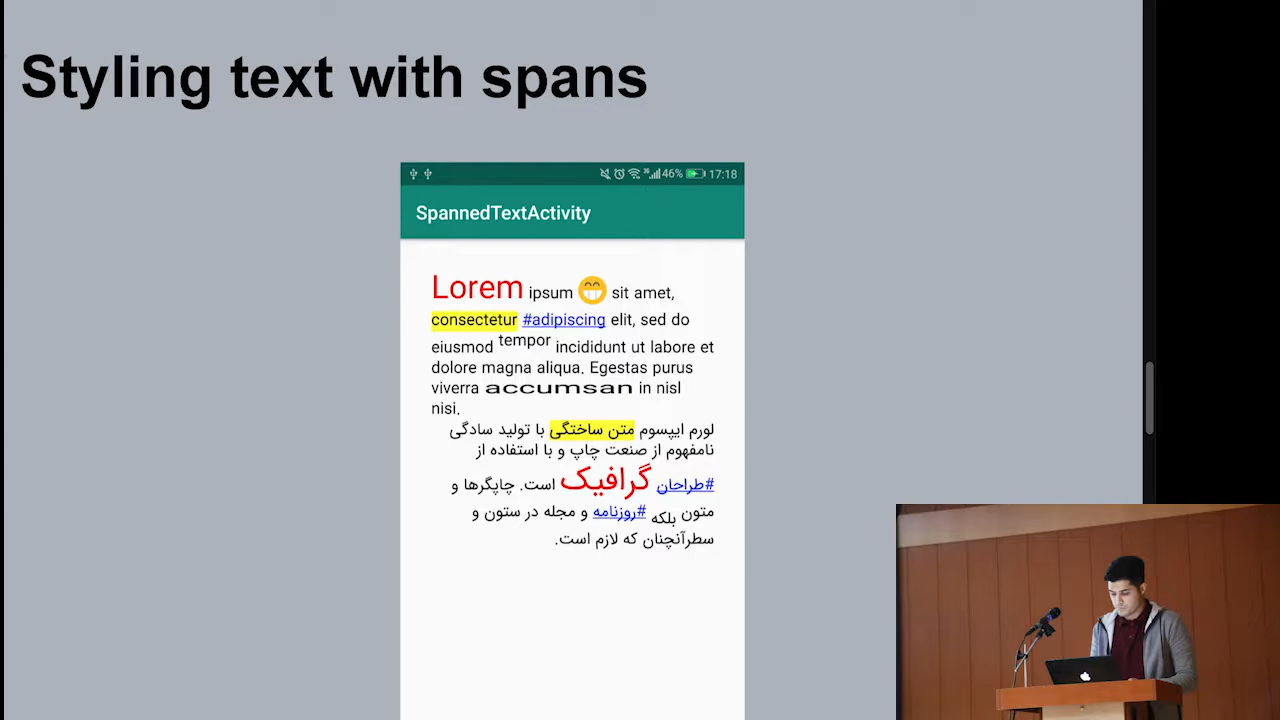 Styling text with spans
46% 17:18
SpannedTextActivity
Lorem ipsum 😁 sit amet,
consectetur #adipiscing elit, sed do
eiusmod tempor incididunt ut labore et
dolore magna aliqua. Egestas purus
viverra accumsan in nisl
nisi.
لورم ایپسوم متن ساختگی با تولید سادگی
نامفهوم از صنعت چاپ و با استفاده از
#طراحان گرافیک است. چاپگرها و
متون بلکه #روزنامه و مجله در ستون و
سطرآنچنان که لازم است.